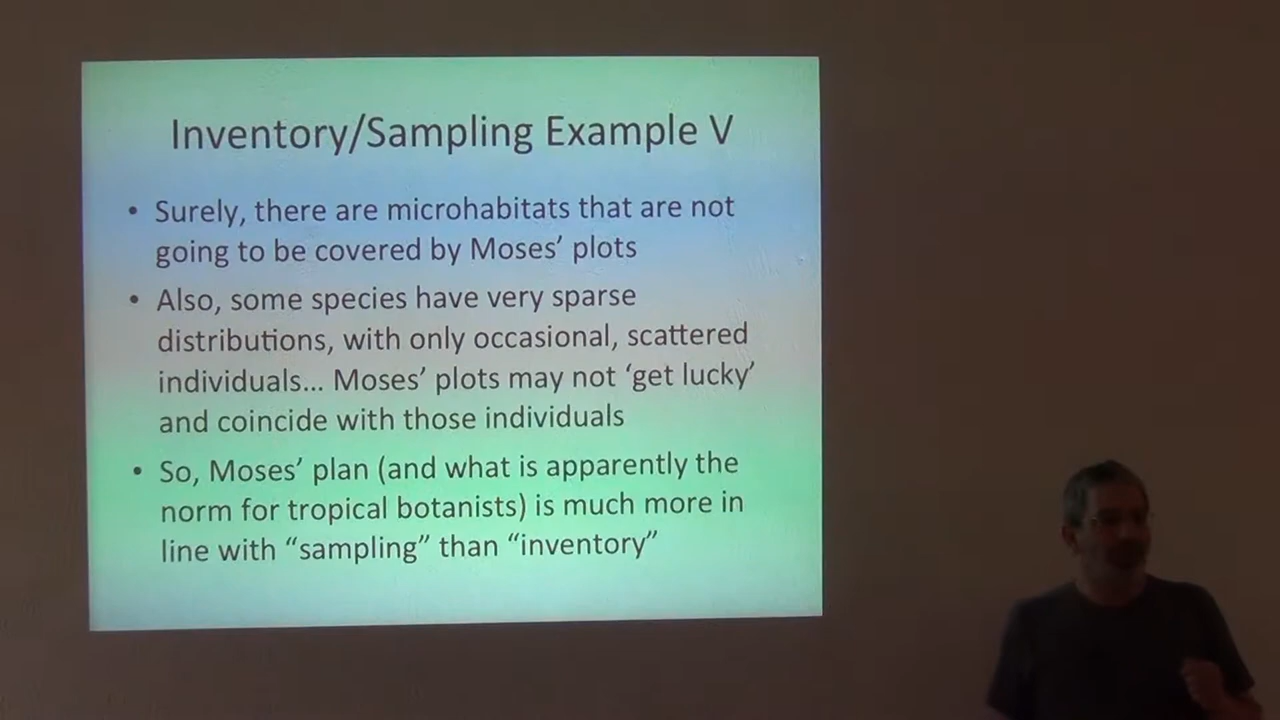 Inventory/Sampling Example V
• Surely, there are microhabitats that are not
going to be covered by Moses’ plots
• Also, some species have very sparse
distributions, with only occasional, scattered
individuals... Moses’ plots may not ‘get lucky’
and coincide with those individuals
• So, Moses’ plan (and what is apparently the
norm for tropical botanists) is much more in
line with “sampling” than “inventory”